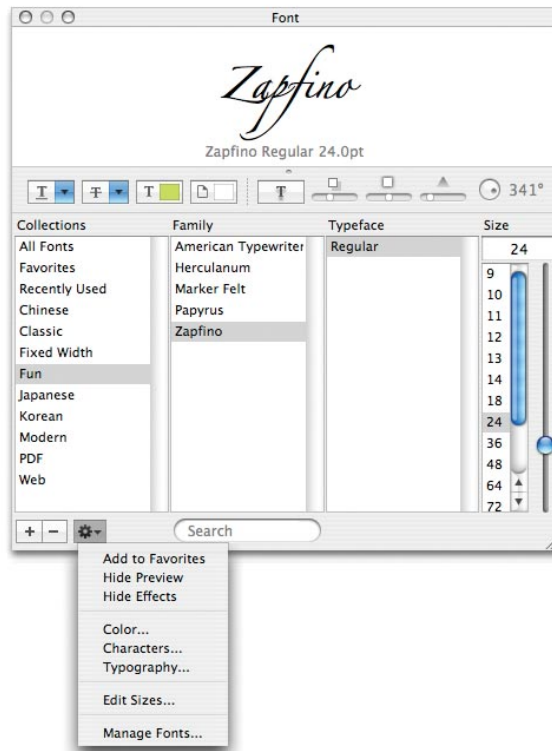 Font
Zapfino
Zapfino Regular 24.0pt
T T T T 341°
Collections Family Typeface Size
All Fonts American Typewriter Regular 24
Favorites Herculanum 9
Recently Used Marker Felt 10
Chinese Papyrus 11
Classic Zapfino 12
Fixed Width 13
Fun 14
Japanese 18
Korean 24
Modern 36
PDF 48
Web 64
72
+ − Search
Add to Favorites
Hide Preview
Hide Effects
Color...
Characters...
Typography...
Edit Sizes...
Manage Fonts...